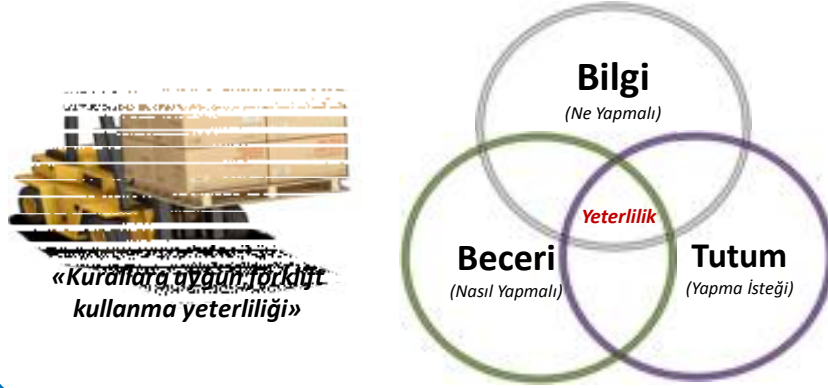 Bilgi
(Ne Yapmalı)
Yeterlilik
Beceri
(Nasıl Yapmalı)
Tutum
(Yapma İsteği)
«Kurallara uygun forklift
kullanma yeterliliği»